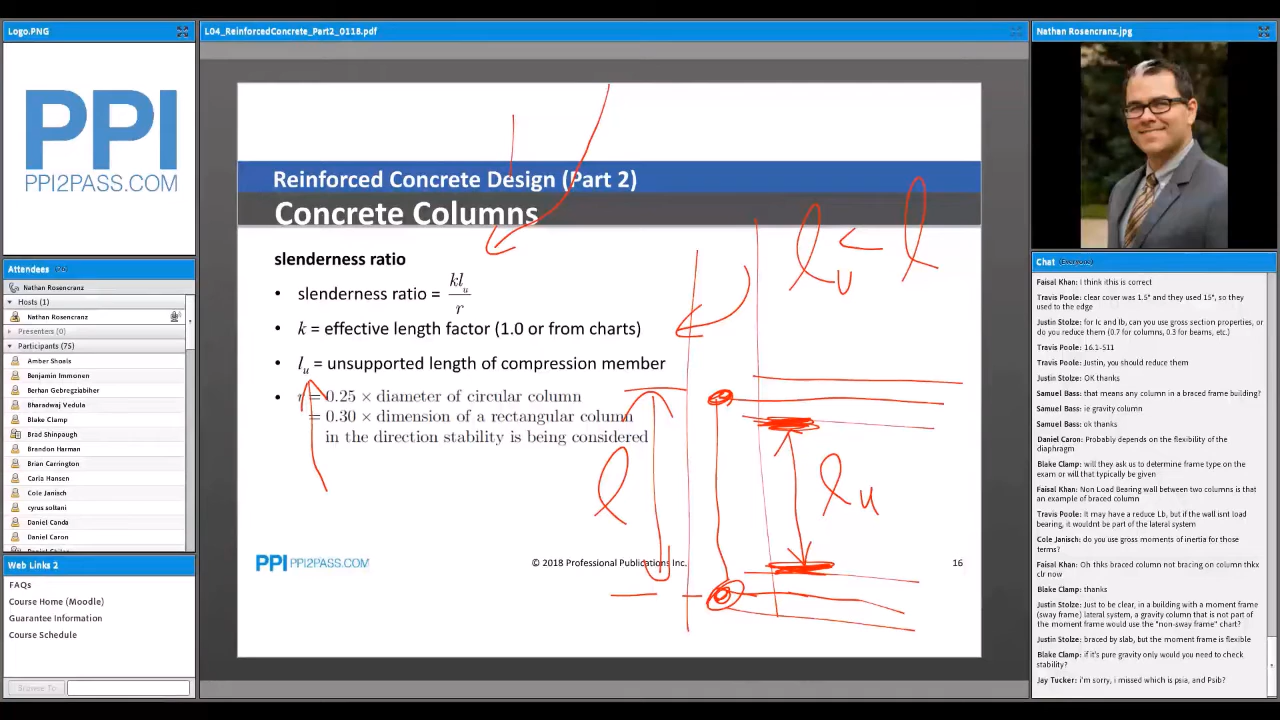 Logo.PNG
PPI
PPI2PASS.COM
Attendees
Nathan Rosencranz
Hosts (1)
Nathan Rosencranz
Presenters (0)
Participants (75)
Amber Shoals
Benjamin Immonen
Berhan Gebregziabiher
Bharadwaj Vedula
Blake Clamp
Brad Shinpaugh
Brandon Harman
Brian Carrington
Carla Hansen
Cole Janisch
cyrus soltani
Daniel Canda
Daniel Caron
Web Links 2
FAQs
Course Home (Moodle)
Guarantee Information
Course Schedule
Browse To
L04_ReinforcedConcrete_Part2_0118.pdf
Reinforced Concrete Design (Part 2)
Concrete Columns
slenderness ratio
• slenderness ratio = klu/r
• k = effective length factor (1.0 or from charts)
• lu = unsupported length of compression member
• r = 0.25 × diameter of circular column
= 0.30 × dimension of a rectangular column
in the direction stability is being considered
lu < l
l
lu
PPI PPI2PASS.COM
© 2018 Professional Publications Inc.
16
Nathan Rosencranz.jpg
Chat (Everyone)
Faisal Khan: I think ithis is correct
Travis Poole: clear cover was 1.5" and they used 15", so they
used to the edge
Justin Stolze: for Ic and Ib, can you use gross section properties, or
do you reduce them (0.7 for columns, 0.3 for beams, etc.)
Travis Poole: 16.1-511
Travis Poole: Justin, you should reduce them
Justin Stolze: OK thanks
Samuel Bass: that means any column in a braced frame building?
Samuel Bass: ie gravity column
Samuel Bass: ok thanks
Daniel Caron: Probably depends on the flexibility of the
diaphragm
Blake Clamp: will they ask us to determine frame type on the
exam or will that typically be given
Faisal Khan: Non Load Bearing wall between two columns is that an
example of braced column
Travis Poole: It may have a reduce Lb, but if the wall isnt load
bearing, it wouldnt be part of the lateral system
Cole Janisch: do you use gross moments of inertia for those
terms?
Faisal Khan: Oh thks braced column not bracing on column thkx
clr now
Blake Clamp: thanks
Justin Stolze: Just to be clear, in a building with a moment frame
(sway frame) lateral system, a gravity column that is not part of
the moment frame would use the "non-sway frame" chart?
Justin Stolze: braced by slab, but the moment frame is flexible
Blake Clamp: if it's pure gravity only would you need to check
stability?
Jay Tucker: i'm sorry, i missed which is psia, and Psib?